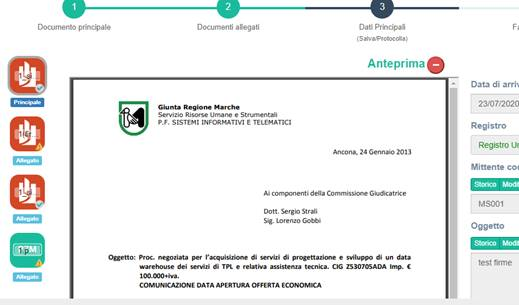 1
2
3
Documento principale
Documenti allegati
Dati Principali
(Salva/Protocolla)
Anteprima
Principale
Allegato
Allegato
Allegato
Giunta Regione Marche
Servizio Risorse Umane e Strumentali
P.F. SISTEMI INFORMATIVI E TELEMATICI
Ancona, 24 Gennaio 2013
Ai componenti della Commissione Giudicatrice
Dott. Sergio Strali
Sig. Lorenzo Gobbi
Oggetto: Proc. negoziata per l'acquisizione di servizi di progettazione e sviluppo di un data
warehouse dei servizi di TPL e relativa assistenza tecnica. CIG Z530705ADA Imp. €
100.000+iva.
COMUNICAZIONE DATA APERTURA OFFERTA ECONOMICA
Data di arriv
23/07/2020
Registro
Registro Un
Mittente co
Storico Modi
MS001
Oggetto
Storico Modi
test firme